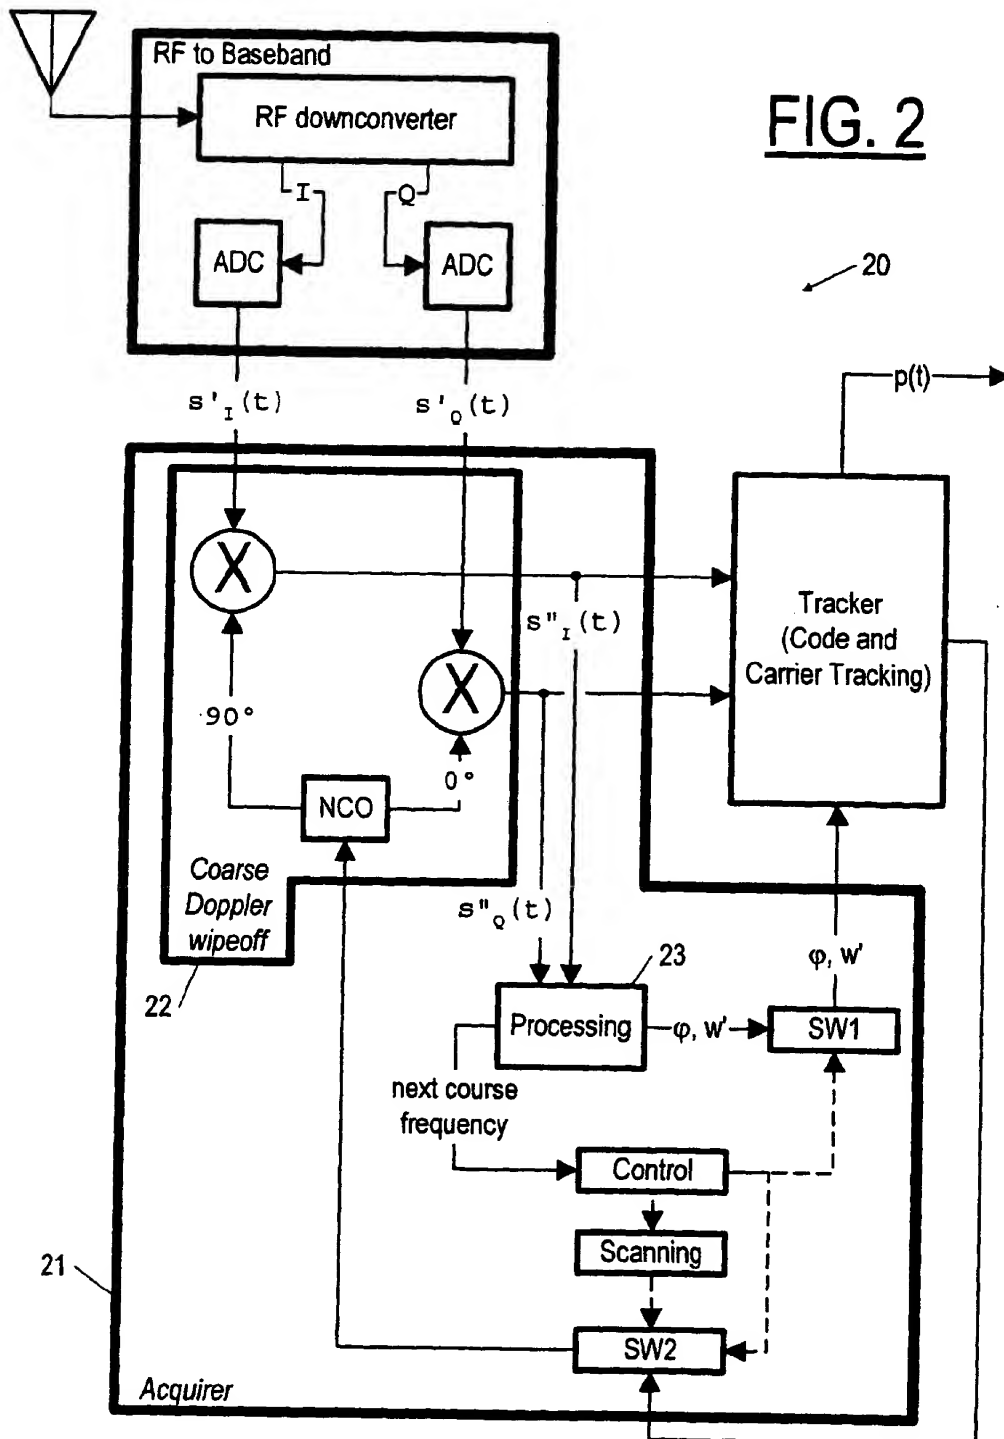 RF to Baseband
RF downconverter
FIG. 2
I
Q
ADC
ADC
20
s'I(t)
s'Q(t)
p(t)
X
s"I(t)
Tracker
(Code and
Carrier Tracking)
X
90°
0°
NCO
Coarse
Doppler
wipeoff
s"Q(t)
22
23
φ, w'
Processing
φ, w'
SW1
next course
frequency
Control
Scanning
21
SW2
Acquirer